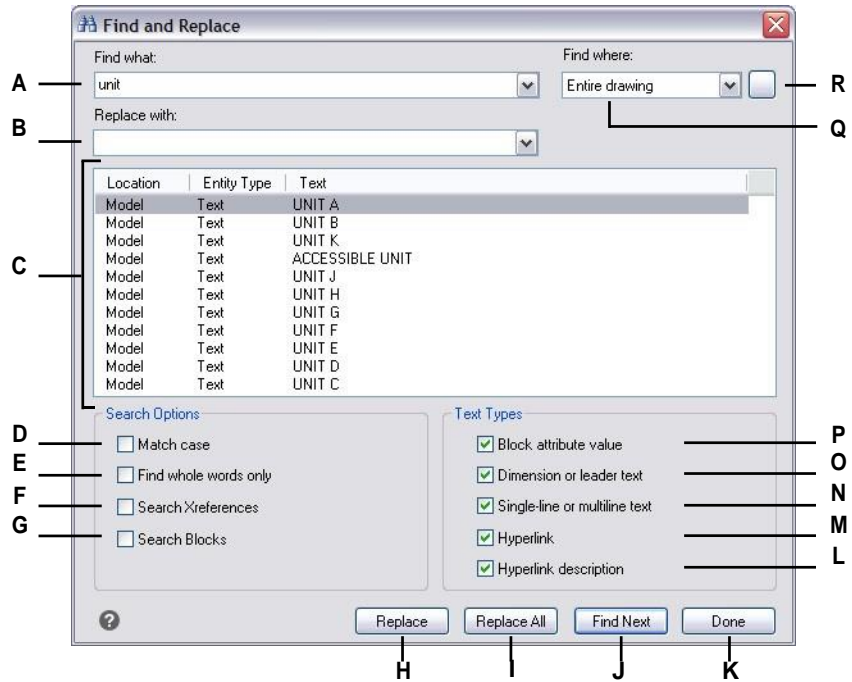 Find and Replace
Find what:
Find where:
A
unit
Entire drawing
R
Q
Replace with:
B
C
Location Entity Type Text
Model Text UNIT A
Model Text UNIT B
Model Text UNIT K
Model Text ACCESSIBLE UNIT
Model Text UNIT J
Model Text UNIT H
Model Text UNIT G
Model Text UNIT F
Model Text UNIT E
Model Text UNIT D
Model Text UNIT C
Search Options
D
Match case
E
Find whole words only
F
Search Xreferences
G
Search Blocks
Text Types
Block attribute value
P
Dimension or leader text
O
Single-line or multiline text
N
Hyperlink
M
Hyperlink description
L
?
Replace Replace All Find Next Done
H I J K